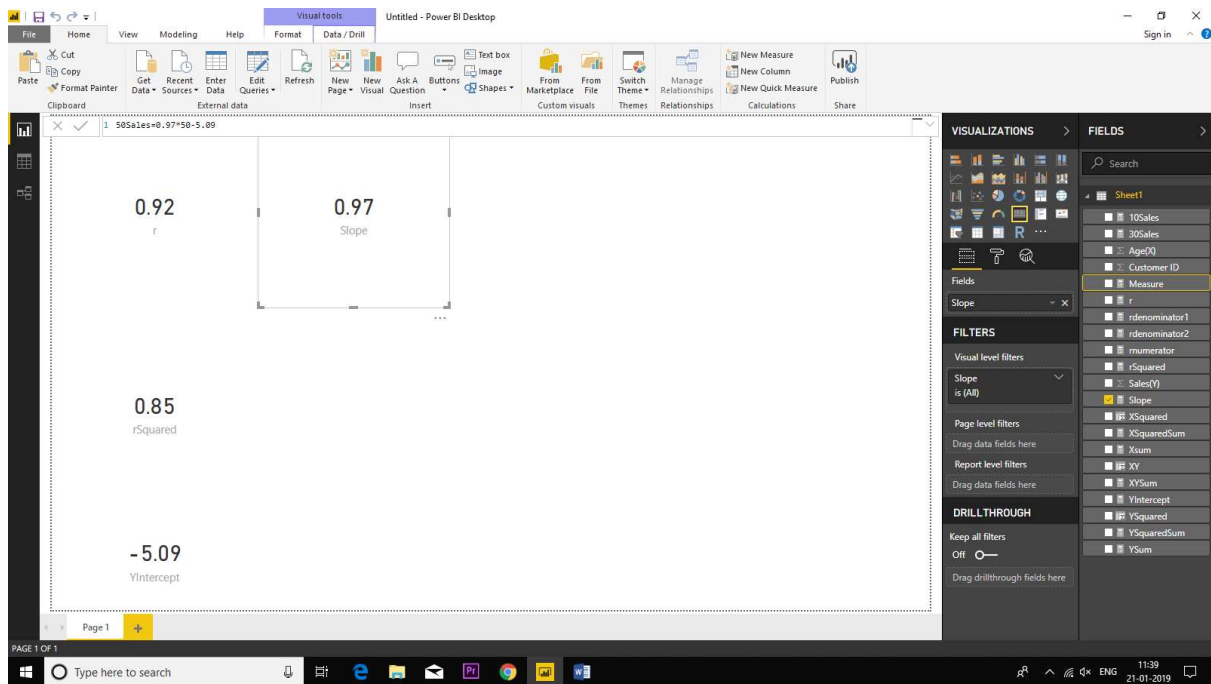 Visual tools
Untitled - Power BI Desktop
File
Home
View
Modeling
Help
Format
Data / Drill
Sign in
Paste
Cut
Copy
Format Painter
Get Data
Recent Sources
Enter Data
Edit Queries
Refresh
New Page
New Visual
Ask A Question
Buttons
Text box
Image
Shapes
From Marketplace
From File
Switch Theme
Manage Relationships
New Measure
New Column
New Quick Measure
Publish
Clipboard
External data
Insert
Custom visuals
Themes
Relationships
Calculations
Share
1 50Sales=0.97*50-5.09
0.92
r
0.97
Slope
0.85
rSquared
-5.09
YIntercept
VISUALIZATIONS
R
Fields
Slope
FILTERS
Visual level filters
Slope
is (All)
Page level filters
Drag data fields here
Report level filters
Drag data fields here
DRILLTHROUGH
Keep all filters
Off
Drag drillthrough fields here
FIELDS
Search
Sheet1
10Sales
30Sales
Age(X)
Customer ID
Measure
r
rdenominator1
rdenominator2
rnumerator
rSquared
Sales(Y)
Slope
XSquared
XSquaredSum
Xsum
XY
XYSum
YIntercept
YSquared
YSquaredSum
YSum
Page 1
PAGE 1 OF 1
Type here to search
Pr
ENG
11:39
21-01-2019